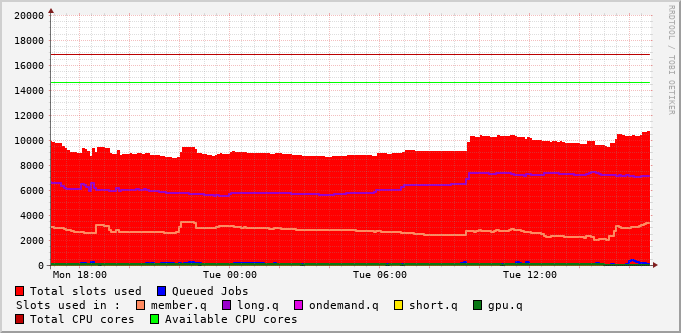 20000
18000
16000
14000
12000
10000
8000
6000
4000
2000
0
Mon 18:00 Tue 00:00 Tue 06:00 Tue 12:00
Total slots used Queued Jobs
Slots used in : member.q long.q ondemand.q short.q gpu.q
Total CPU cores Available CPU cores
RRDTOOL / TOBI OETIKER